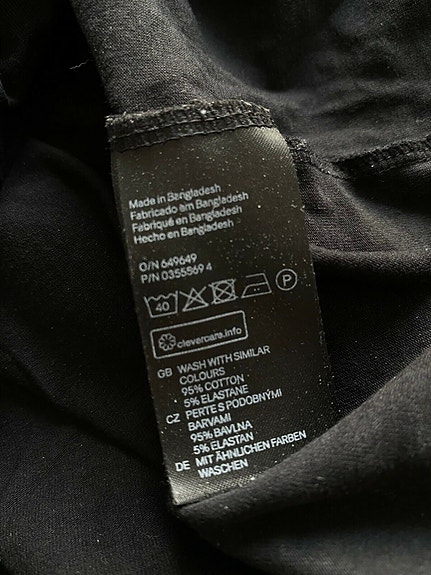 Made in Bangladesh
Fabricado em Bangladesh
Fabriqué en Bangladesh
Hecho en Bangladesh
O/N 649649
P/N 0355569 4
40
P
clevercare.info
GB WASH WITH SIMILAR
COLOURS
95% COTTON
5% ELASTANE
CZ PERTE S PODOBNÝMI
BARVAMI
95% BAVLNA
5% ELASTAN
DE MIT ÄHNLICHEN FARBEN
WASCHEN